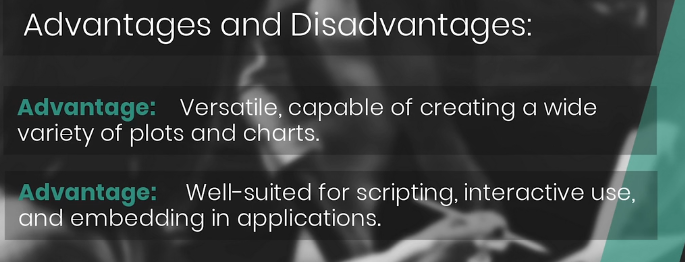 Advantages and Disadvantages:
Advantage: Versatile, capable of creating a wide
variety of plots and charts.
Advantage: Well-suited for scripting, interactive use,
and embedding in applications.